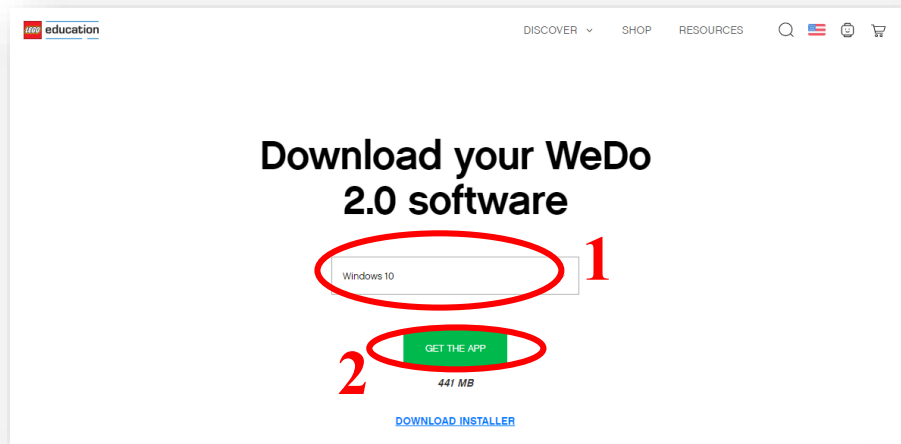 LEGO education DISCOVER SHOP RESOURCES
Download your WeDo
2.0 software
Windows 10 1
GET THE APP
2
441 MB
DOWNLOAD INSTALLER